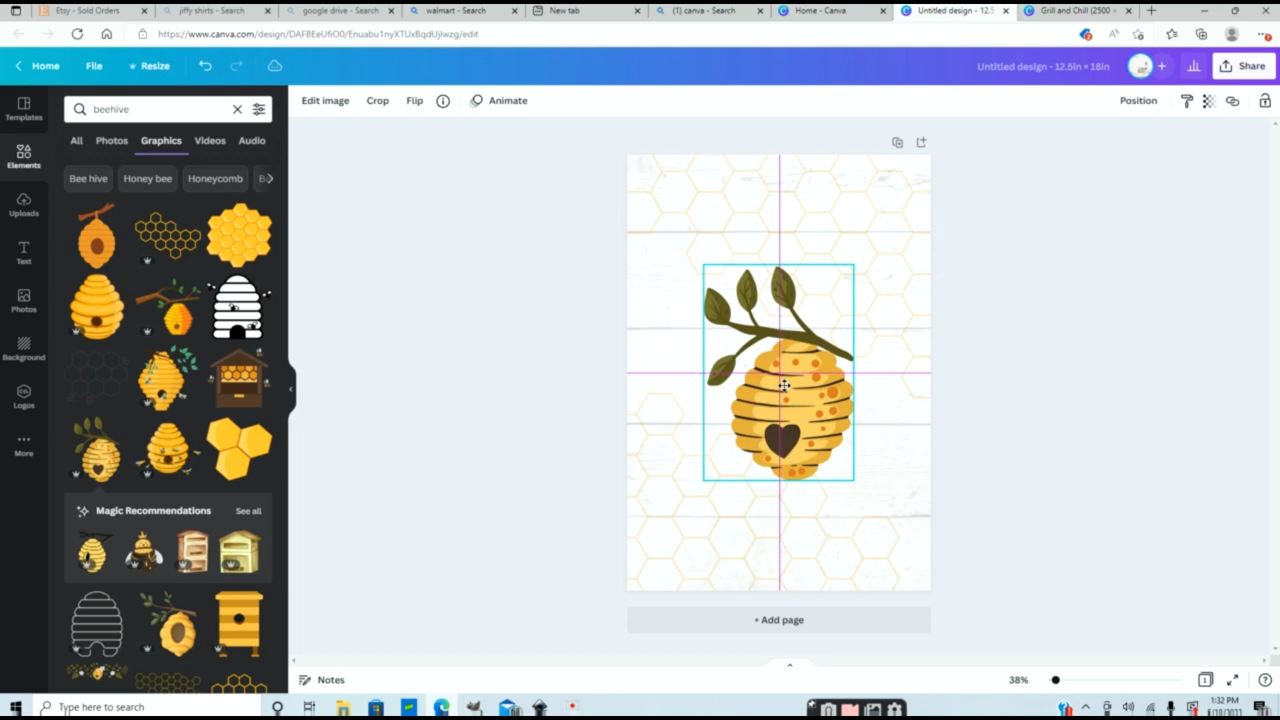 Etsy - Sold Orders
jiffy shirts - Search
google drive - Search
walmart - Search
New tab
(1) canva - Search
Home - Canva
Untitled design - 12.5
Grill and Chill (2500 ×
https://www.canva.com/design/DAFBEeUfiO0/Enuabu1nyXTUxBqdUjIwzg/edit
Home
File
Resize
Untitled design - 12.5in × 18in
Share
Templates
Elements
Uploads
Text
Photos
Background
Logos
More
beehive
All
Photos
Graphics
Videos
Audio
Bee hive
Honey bee
Honeycomb
Magic Recommendations
See all
Edit image
Crop
Flip
Animate
Position
+ Add page
Notes
38%
1
Type here to search
1:32 PM